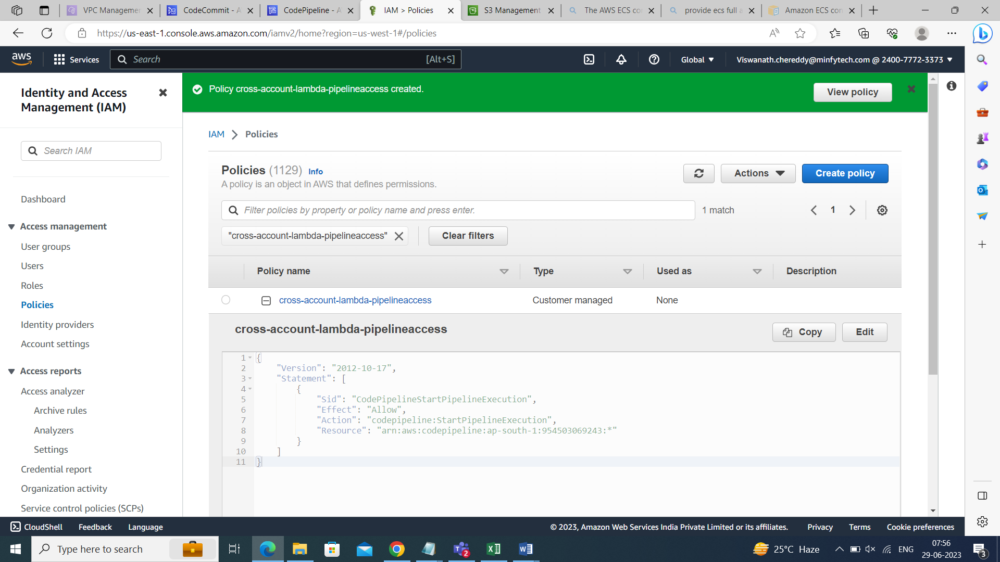 VPC Managemen
CodeCommit - A
CodePipeline - A
IAM > Policies
S3 Management
The AWS ECS co
provide ecs full a
Amazon ECS con
https://us-east-1.console.aws.amazon.com/iamv2/home?region=us-west-1#/policies
aws
Services
Search
[Alt+S]
Global
Viswanath.chereddy@minfytech.com @ 2400-7772-3373
Identity and Access
Management (IAM)
Search IAM
Dashboard
Access management
User groups
Users
Roles
Policies
Identity providers
Account settings
Access reports
Access analyzer
Archive rules
Analyzers
Settings
Credential report
Organization activity
Service control policies (SCPs)
Policy cross-account-lambda-pipelineaccess created.
View policy
IAM
Policies
Policies (1129) Info
A policy is an object in AWS that defines permissions.
Actions
Create policy
Filter policies by property or policy name and press enter.
1 match
1
"cross-account-lambda-pipelineaccess"
Clear filters
Policy name
Type
Used as
Description
cross-account-lambda-pipelineaccess
Customer managed
None
cross-account-lambda-pipelineaccess
Copy
Edit
1 {
2 "Version": "2012-10-17",
3 "Statement": [
4 {
5 "Sid": "CodePipelineStartPipelineExecution",
6 "Effect": "Allow",
7 "Action": "codepipeline:StartPipelineExecution",
8 "Resource": "arn:aws:codepipeline:ap-south-1:954503069243:*"
9 }
10 ]
11 }
CloudShell
Feedback
Language
© 2023, Amazon Web Services India Private Limited or its affiliates.
Privacy
Terms
Cookie preferences
Type here to search
2
25°C Haze
ENG
07:56
29-06-2023
3